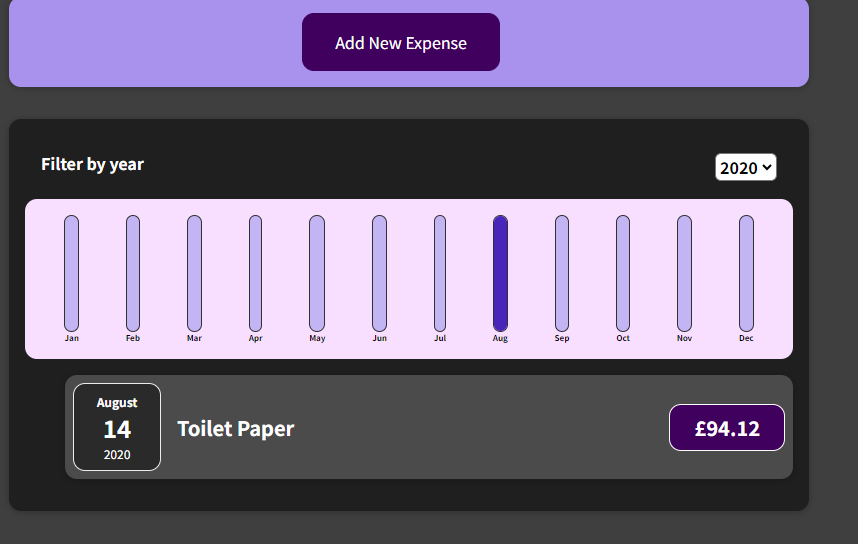 Add New Expense
Filter by year
2020
Jan Feb Mar Apr May Jun Jul Aug Sep Oct Nov Dec
August
14
2020
Toilet Paper
£94.12